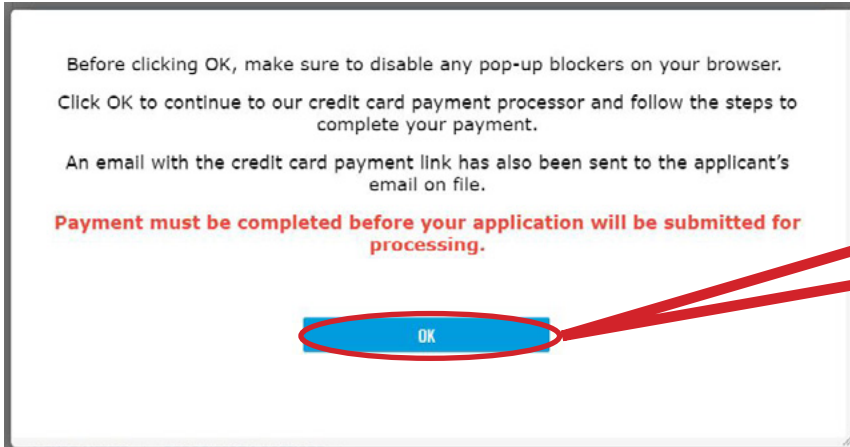 Before clicking OK, make sure to disable any pop-up blockers on your browser.
Click OK to continue to our credit card payment processor and follow the steps to
complete your payment.
An email with the credit card payment link has also been sent to the applicant's
email on file.
Payment must be completed before your application will be submitted for
processing.
OK